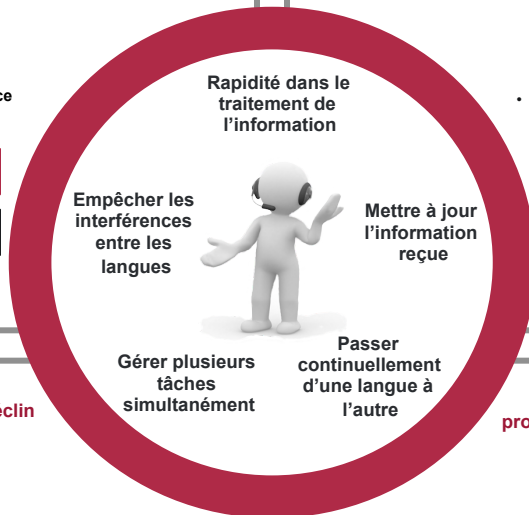 Rapidité dans le
traitement de
l’information
Empêcher les
interférences
entre les
langues
Mettre à jour
l’information
reçue
Gérer plusieurs
tâches
simultanément
Passer
continuellement
d’une langue à
l’autre